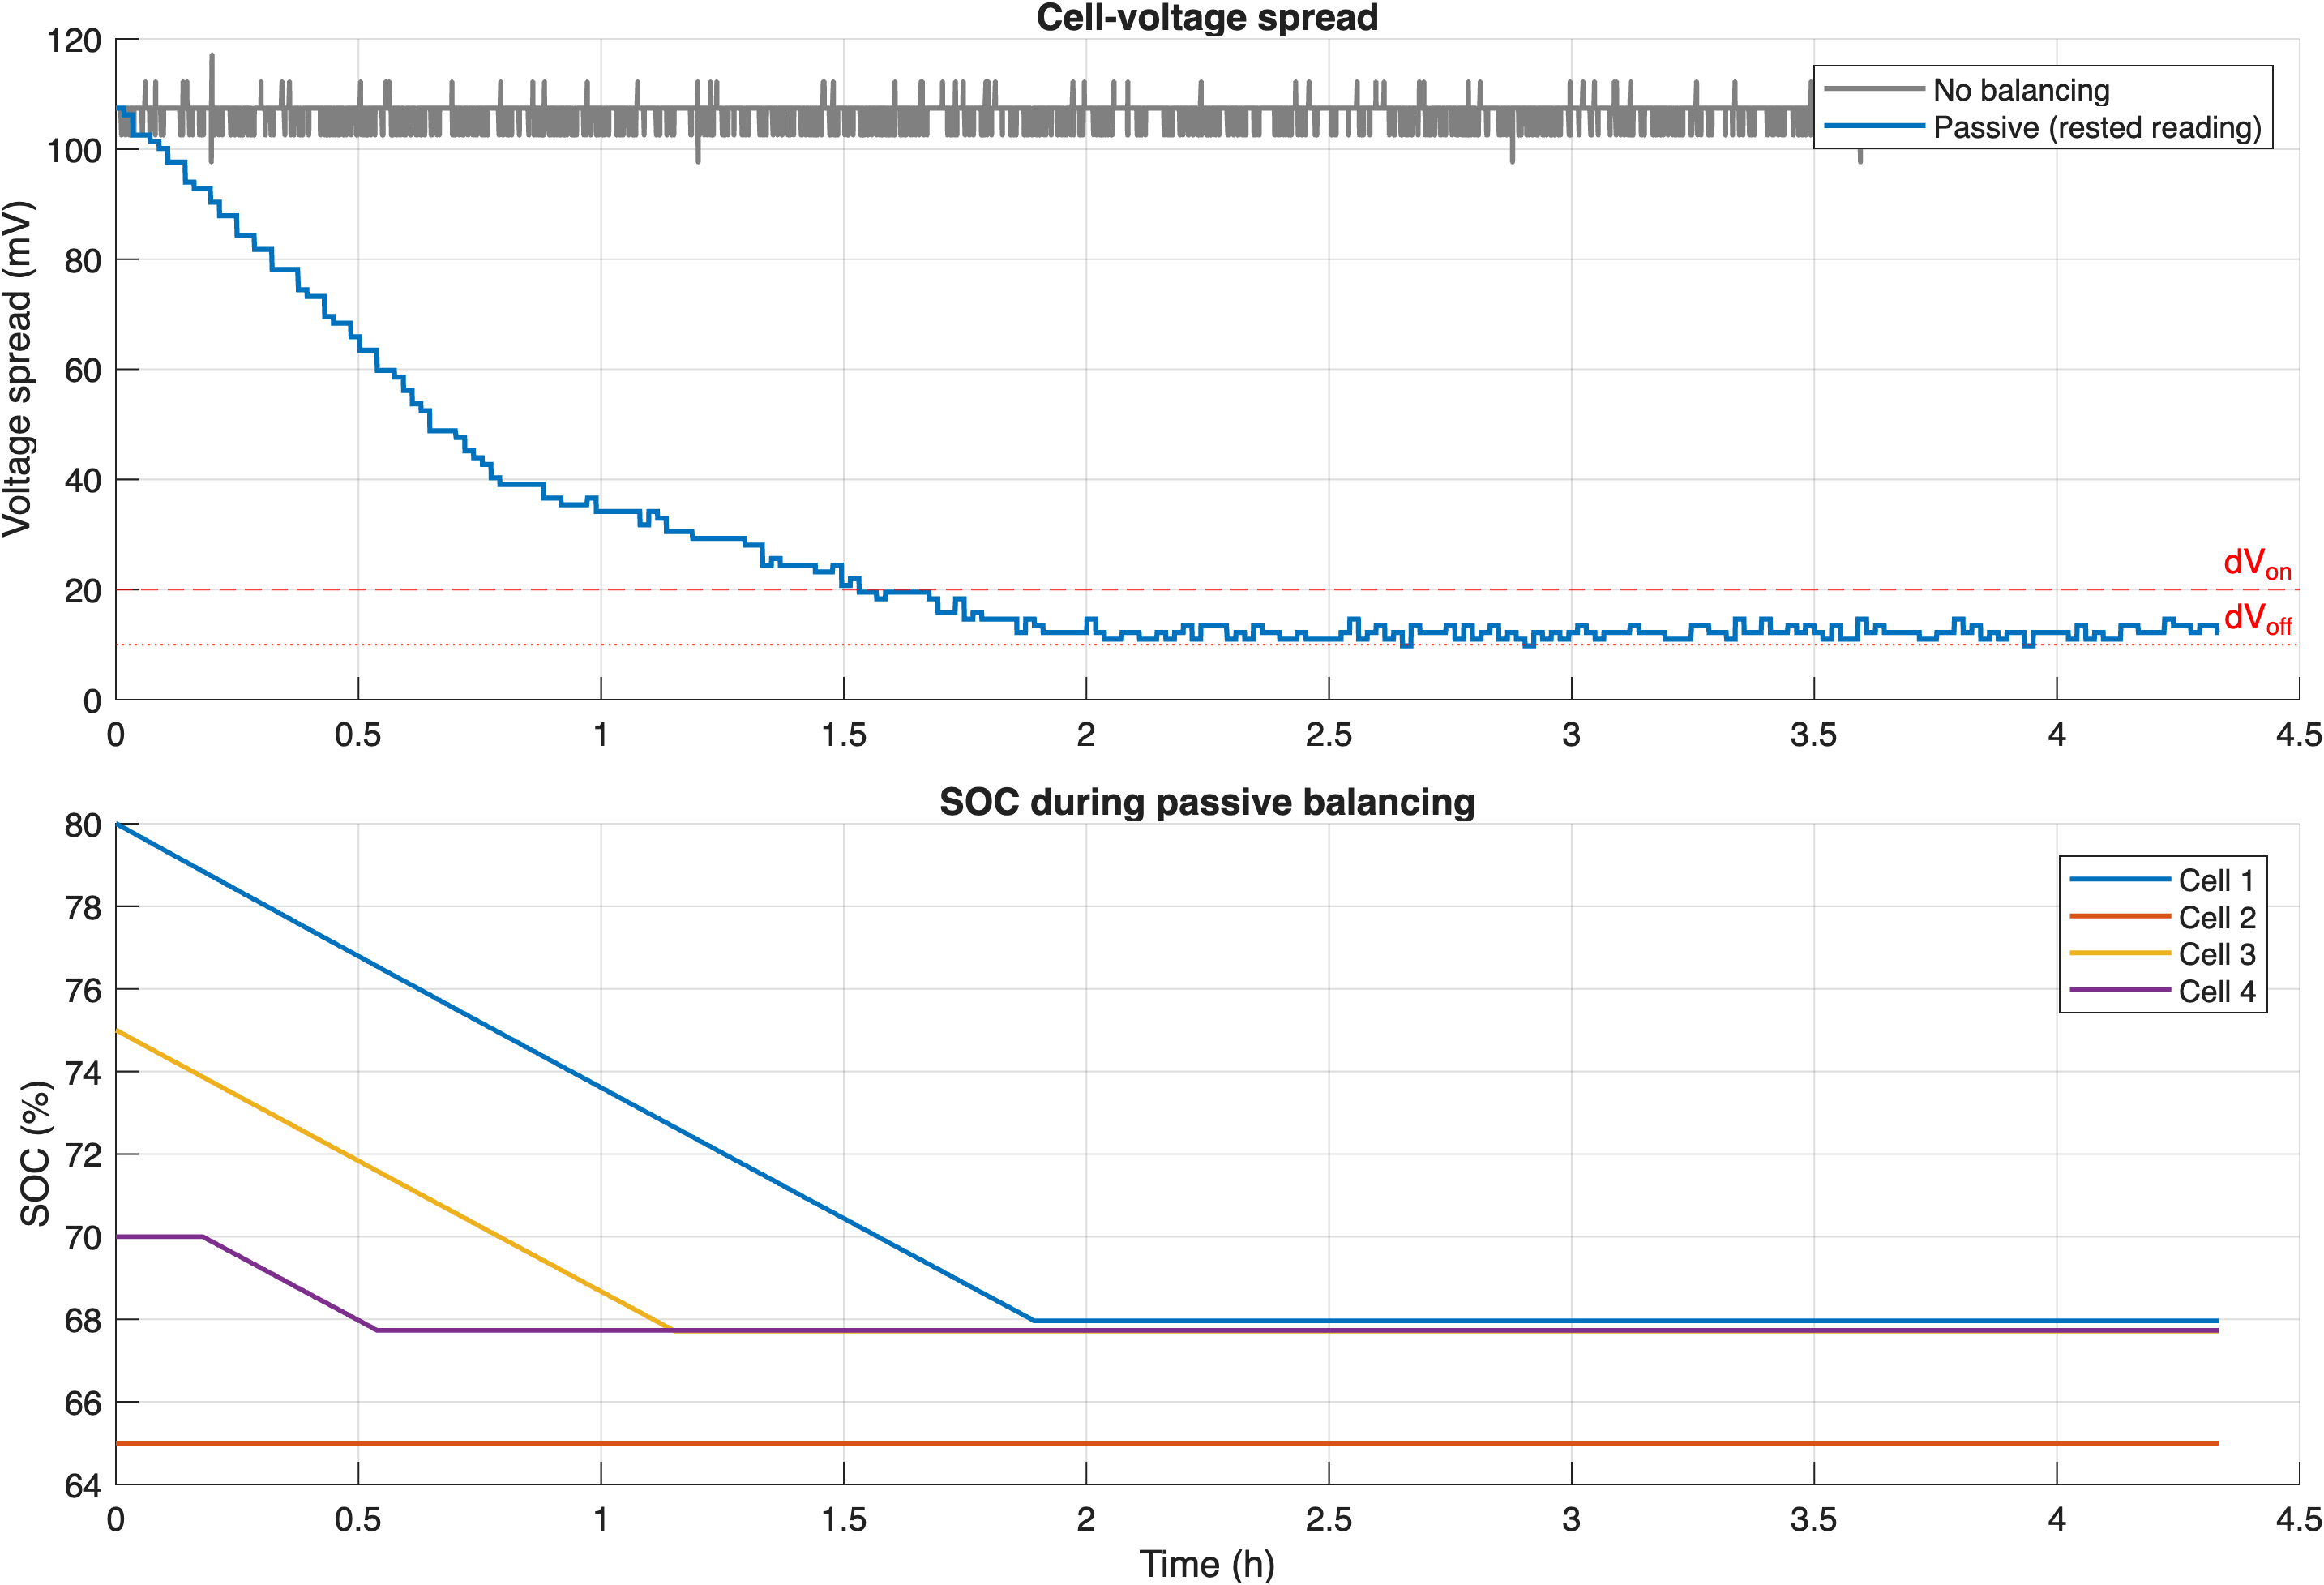 Cell-voltage spread
120
100
80
60
40
20
0
Voltage spread (mV)
No balancing
Passive (rested reading)
dVon
dVoff
0 0.5 1 1.5 2 2.5 3 3.5 4 4.5
SOC during passive balancing
80
78
76
74
72
70
68
66
64
SOC (%)
Cell 1
Cell 2
Cell 3
Cell 4
0 0.5 1 1.5 2 2.5 3 3.5 4 4.5
Time (h)